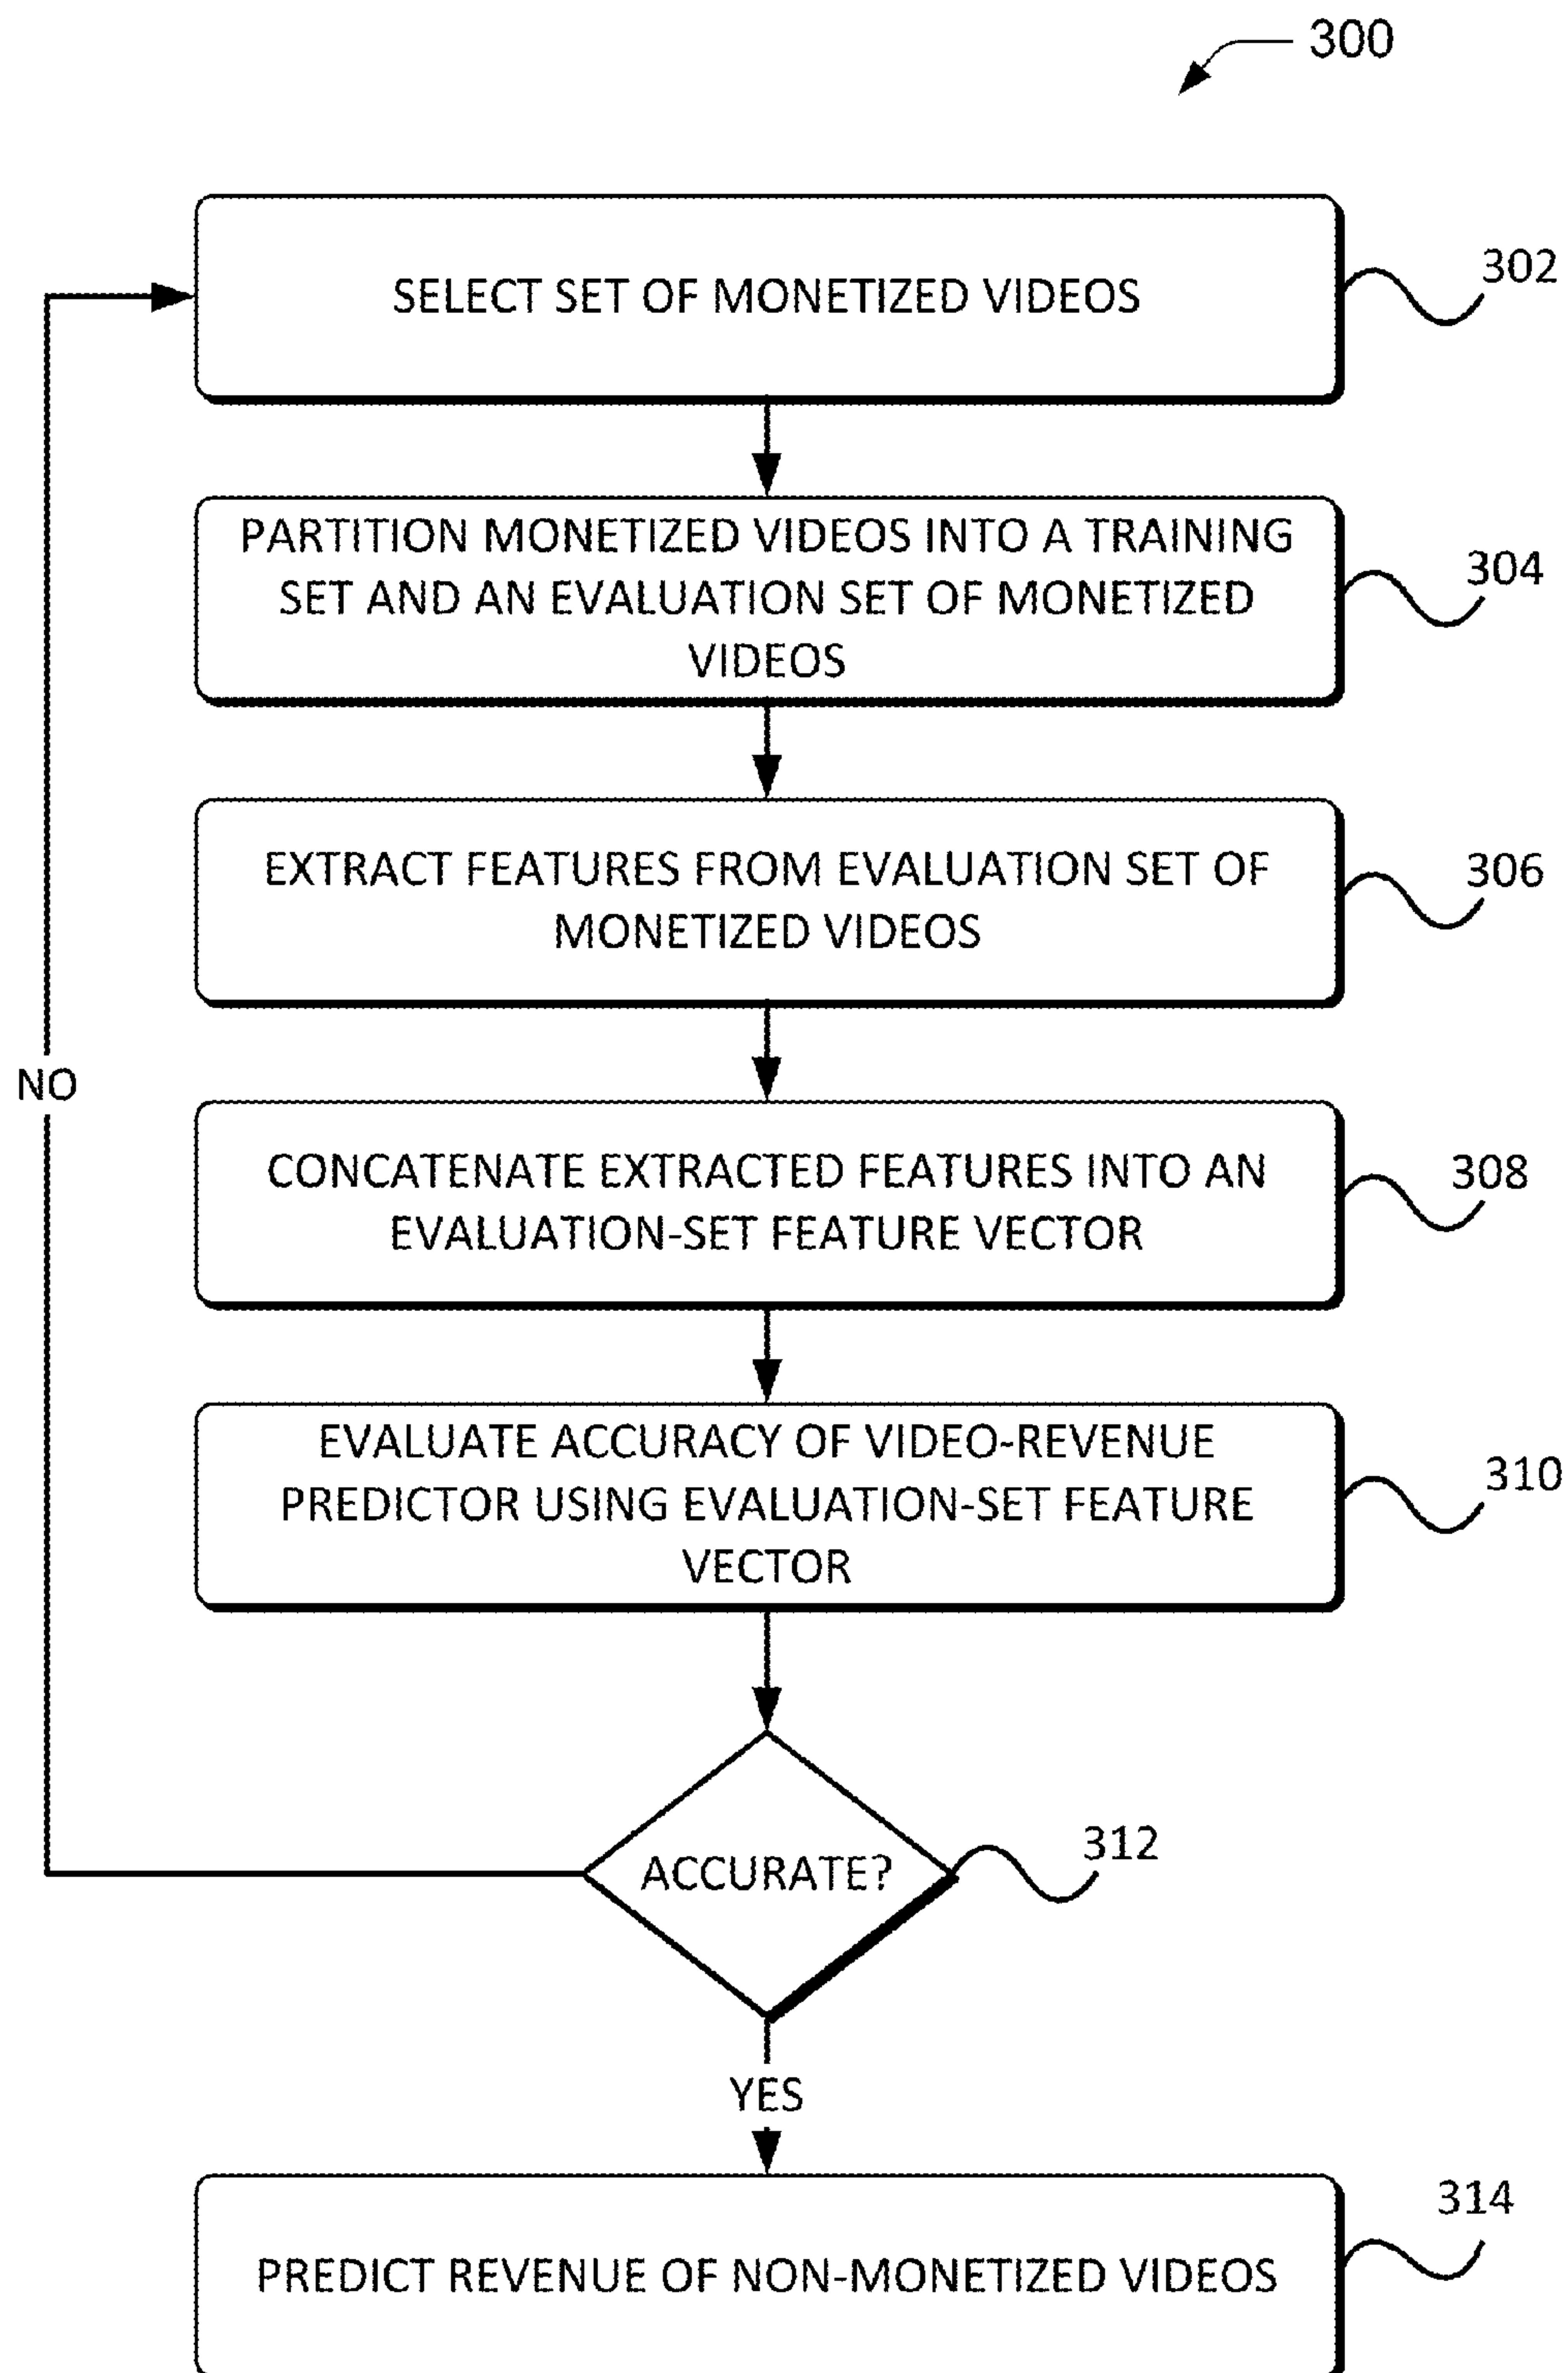 300
SELECT SET OF MONETIZED VIDEOS
302
PARTITION MONETIZED VIDEOS INTO A TRAINING
SET AND AN EVALUATION SET OF MONETIZED
VIDEOS
304
EXTRACT FEATURES FROM EVALUATION SET OF
MONETIZED VIDEOS
306
NO
CONCATENATE EXTRACTED FEATURES INTO AN
EVALUATION-SET FEATURE VECTOR
308
EVALUATE ACCURACY OF VIDEO-REVENUE
PREDICTOR USING EVALUATION-SET FEATURE
VECTOR
310
ACCURATE?
312
YES
PREDICT REVENUE OF NON-MONETIZED VIDEOS
314